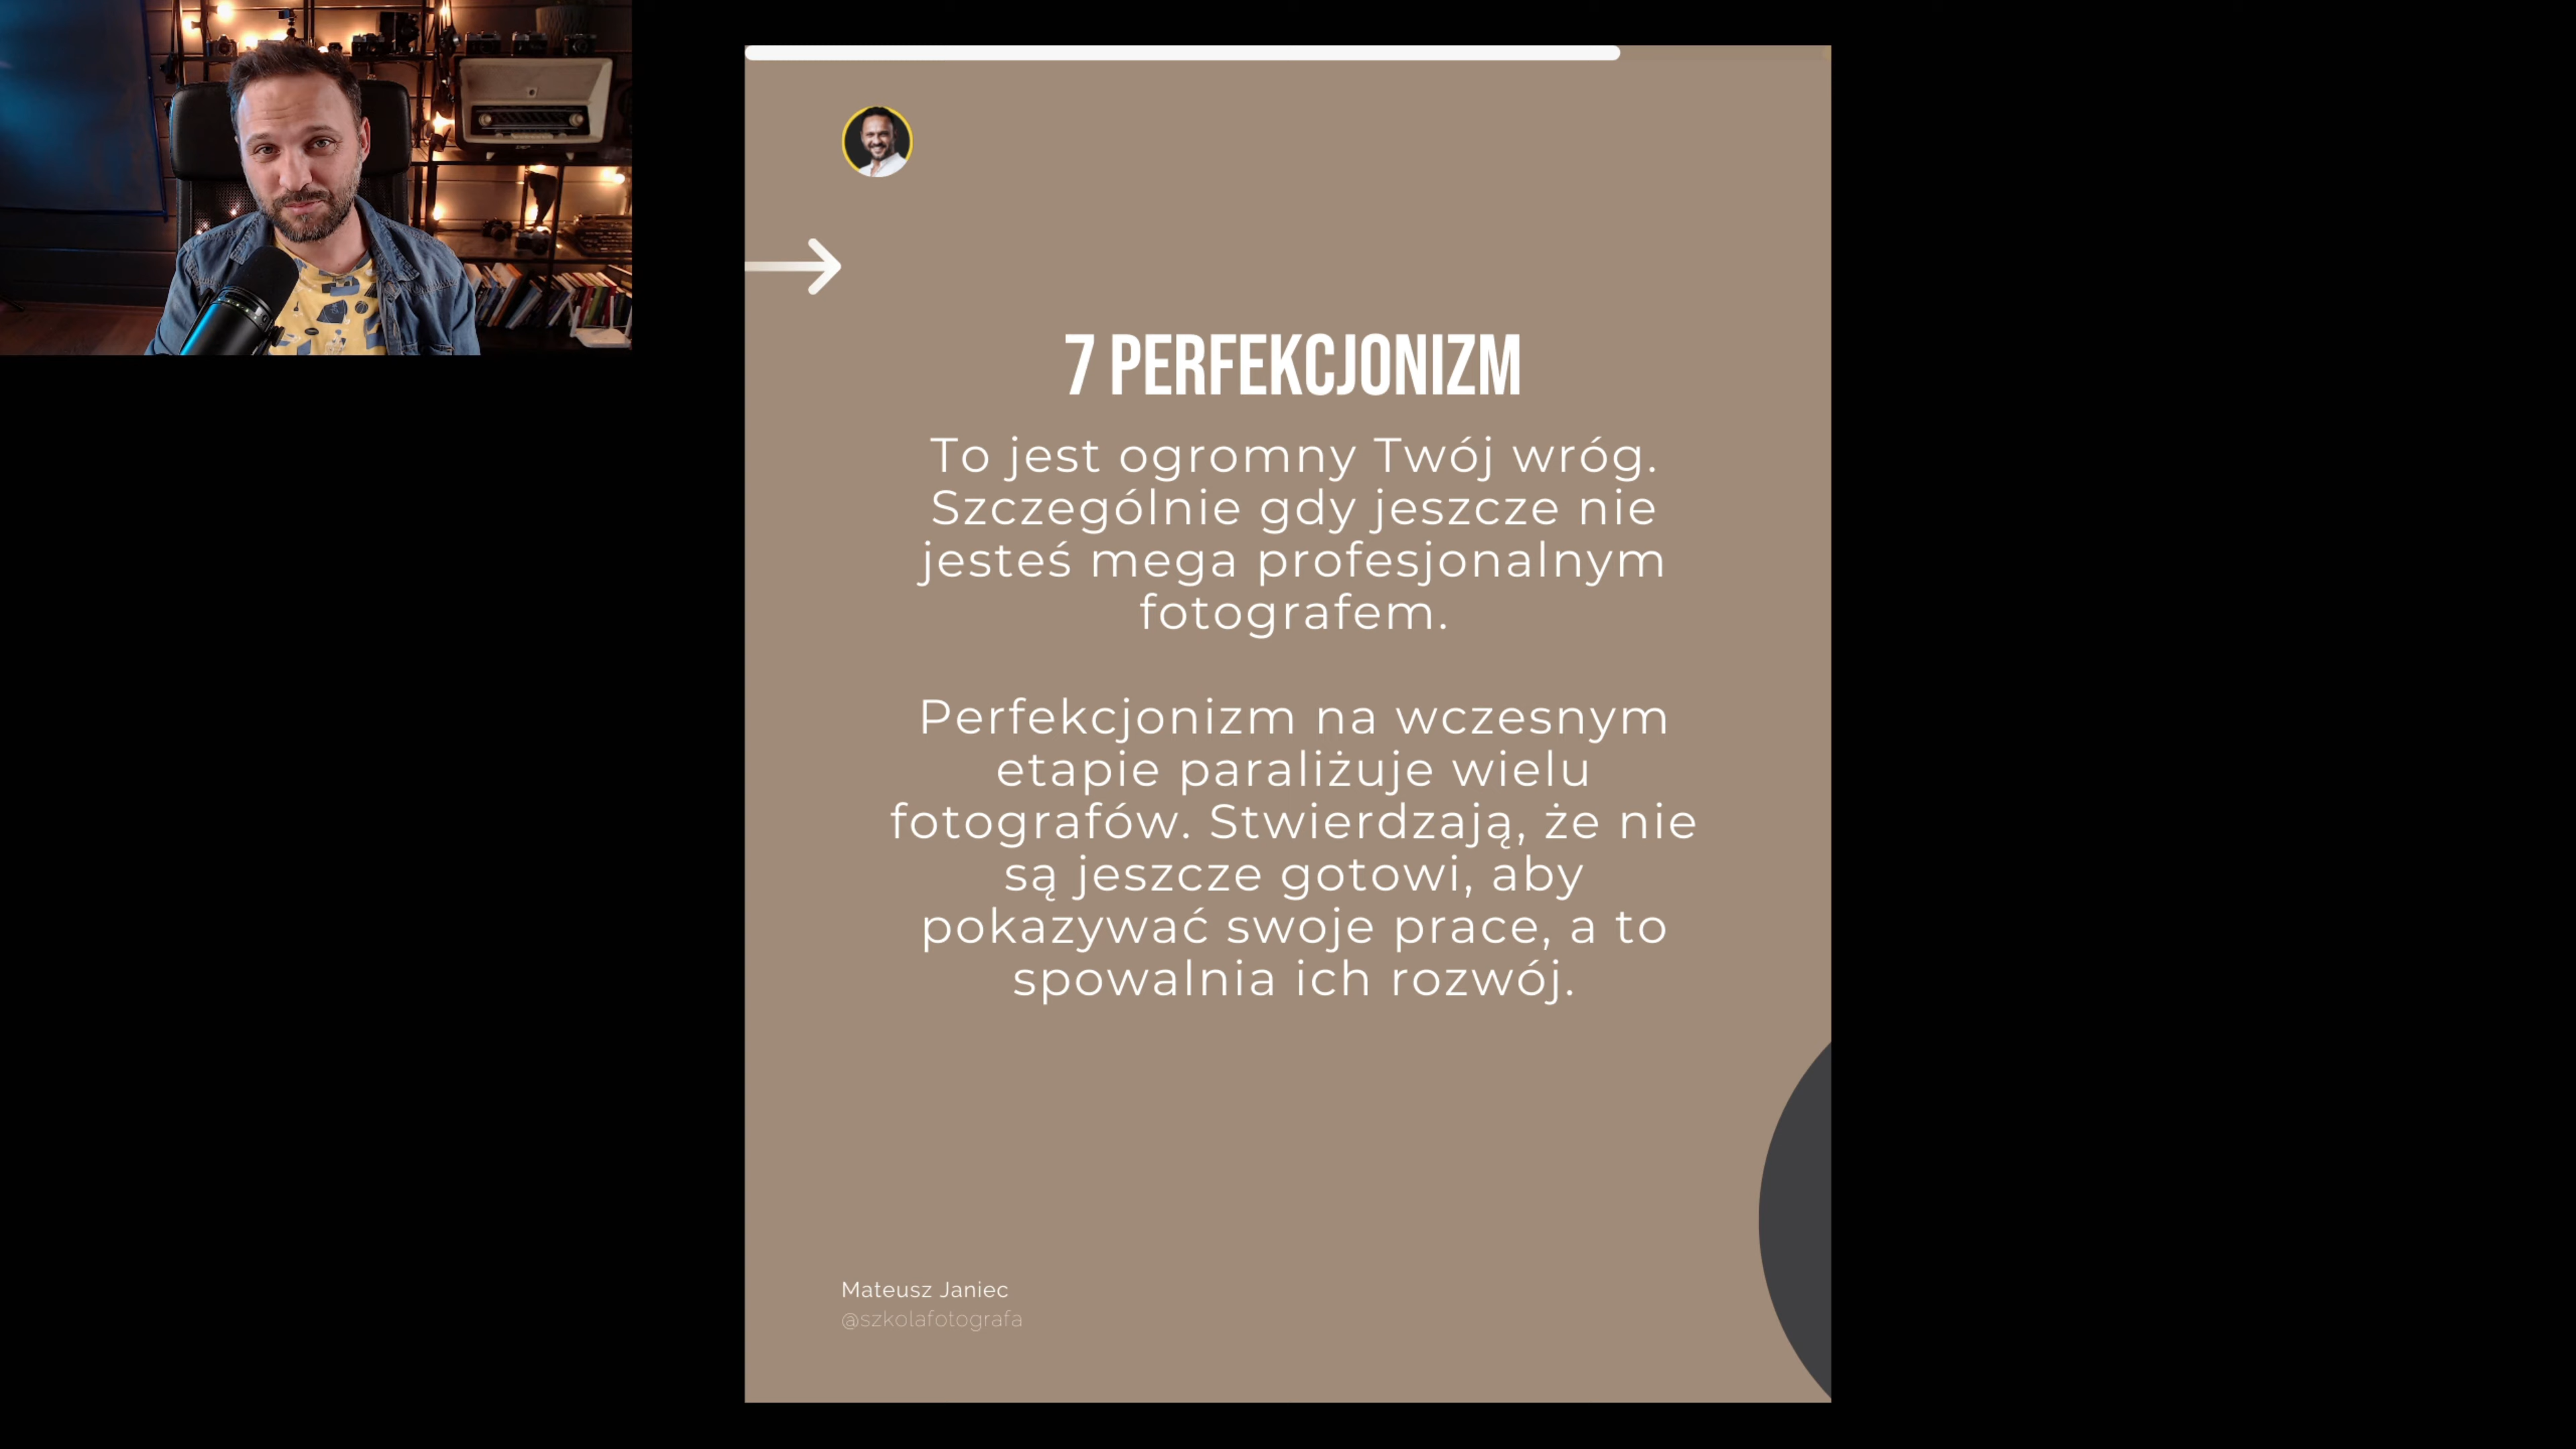 7 PERFEKCJONIZM
To jest ogromny Twój wróg.
Szczególnie gdy jeszcze nie
jesteś mega profesjonalnym
fotografem.
Perfekcjonizm na wczesnym
etapie paraliżuje wielu
fotografów. Stwierdzają, że nie
są jeszcze gotowi, aby
pokazywać swoje prace, a to
spowalnia ich rozwój.
Mateusz Janiec
@szkolafotografa